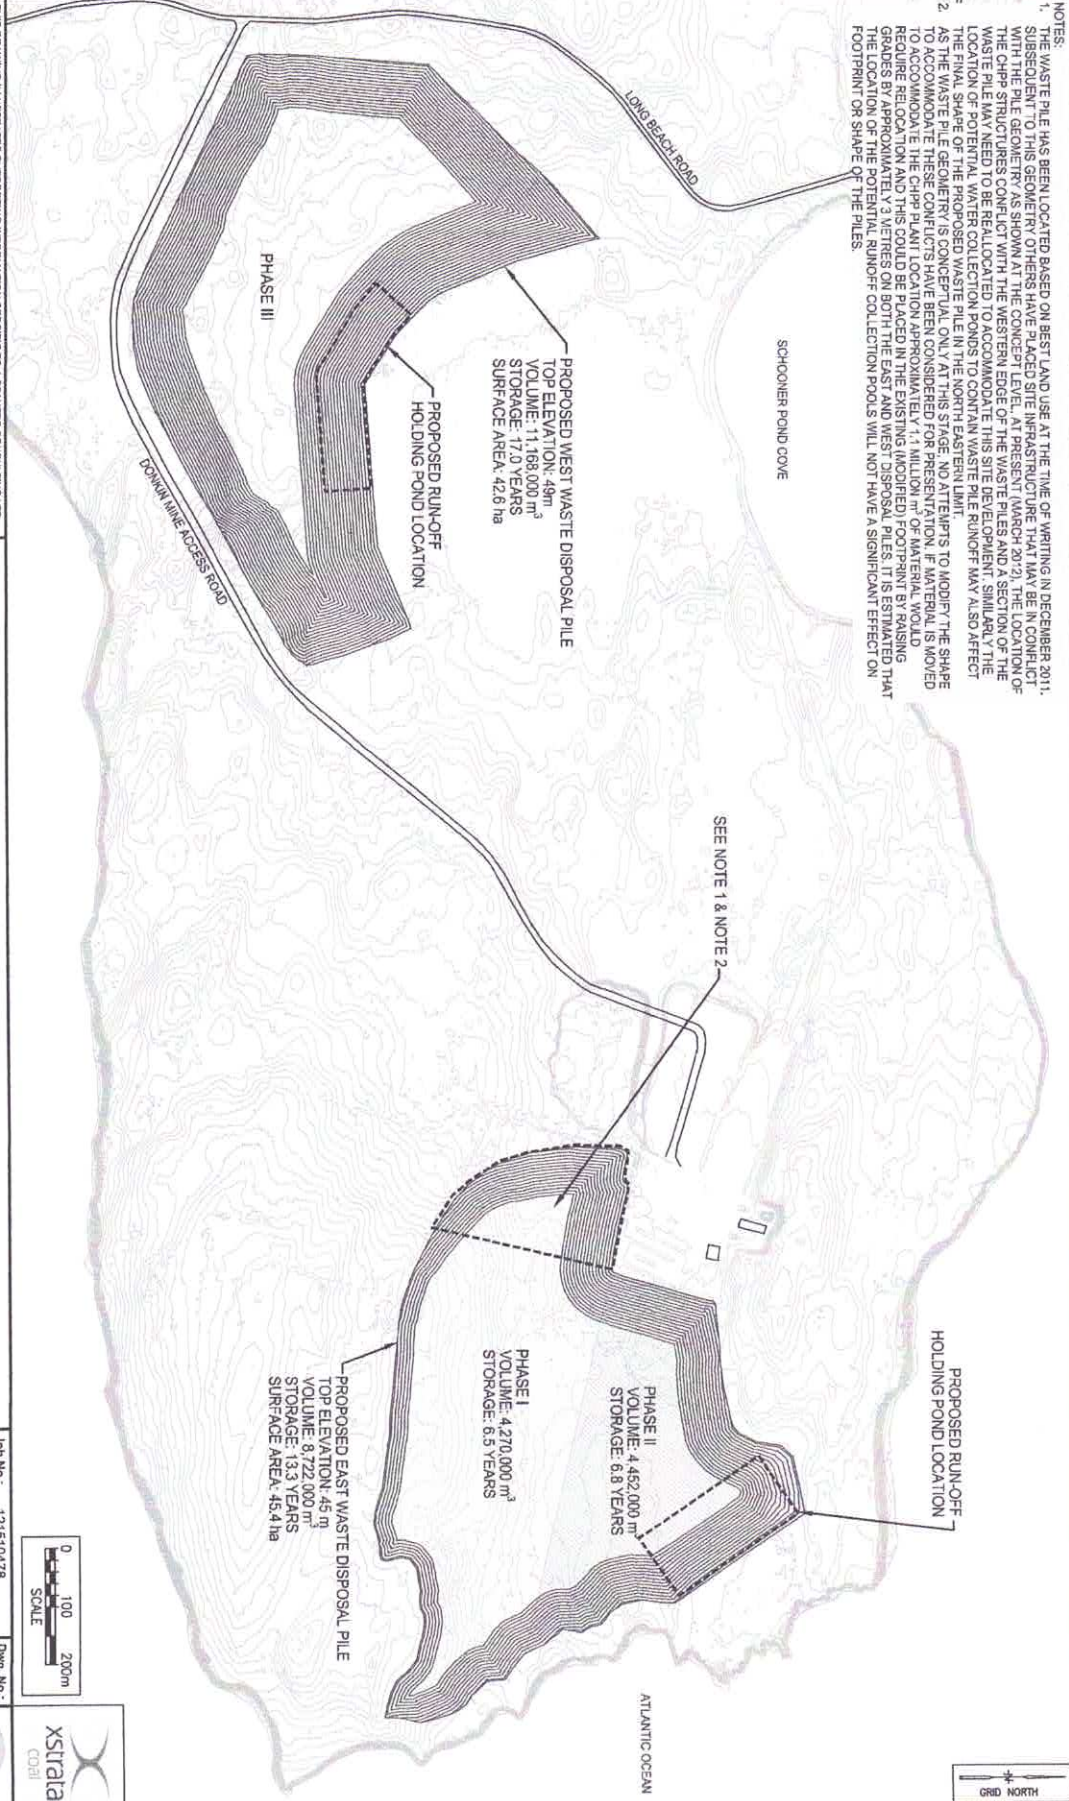 NOTES:
1. THE WASTE PILE HAS BEEN LOCATED BASED ON BEST LAND USE AT THE TIME OF WRITING IN DECEMBER 2011.
SUBSEQUENT TO THIS GEOMETRY OTHERS HAVE PLACED SITE INFRASTRUCTURE THAT MAY BE IN CONFLICT
WITH THE PILE GEOMETRY AS SHOWN AT THE CONCEPT LEVEL. AT PRESENT (MARCH 2012), THE LOCATION OF
THE CHPP STRUCTURES CONFLICT WITH THE WESTERN EDGE OF THE WASTE PILES AND A SECTION OF THE
WASTE PILE MAY NEED TO BE REALLOCATED TO ACCOMMODATE THIS SITE DEVELOPMENT. SIMILARLY THE
LOCATION OF POTENTIAL WATER COLLECTION PONDS TO CONTAIN WASTE PILE RUNOFF MAY ALSO AFFECT
THE FINAL SHAPE OF THE PROPOSED WASTE PILE IN THE NORTH EASTERN LIMIT.
2. AS THE WASTE PILE GEOMETRY IS CONCEPTUAL ONLY AT THIS STAGE, NO ATTEMPTS TO MODIFY THE SHAPE
TO ACCOMMODATE THESE CONFLICTS HAVE BEEN CONSIDERED FOR PRESENTATION. IF MATERIAL IS MOVED
TO ACCOMMODATE THE CHPP PLANT LOCATION APPROXIMATELY 1.1 MILLION m³ OF MATERIAL WOULD
REQUIRE RELOCATION AND THIS COULD BE PLACED IN THE EXISTING (MODIFIED) FOOTPRINT BY RAISING
GRADES BY APPROXIMATELY 3 METRES ON BOTH THE EAST AND WEST DISPOSAL PILES. IT IS ESTIMATED THAT
THE LOCATION OF THE POTENTIAL RUNOFF COLLECTION POOLS WILL NOT HAVE A SIGNIFICANT EFFECT ON
FOOTPRINT OR SHAPE OF THE PILES.
GRID NORTH
SCHOONER POND COVE
LONG BEACH ROAD
PHASE III
PROPOSED WEST WASTE DISPOSAL PILE
TOP ELEVATION: 49m
VOLUME: 11,168,000 m³
STORAGE: 17.0 YEARS
SURFACE AREA: 42.6 ha
PROPOSED RUN-OFF
HOLDING POND LOCATION
DONKIN MINE ACCESS ROAD
SEE NOTE 1 & NOTE 2
PROPOSED RUN-OFF
HOLDING POND LOCATION
PHASE II
VOLUME: 4,452,000 m³
STORAGE: 6.8 YEARS
PHASE I
VOLUME: 4,270,000 m³
STORAGE: 6.5 YEARS
PROPOSED EAST WASTE DISPOSAL PILE
TOP ELEVATION: 45 m
VOLUME: 8,722,000 m³
STORAGE: 13.3 YEARS
SURFACE AREA: 45.4 ha
ATLANTIC OCEAN
0 100 200m
SCALE
xstrata
coal
Job No.: 121510478
Dwg. No.: